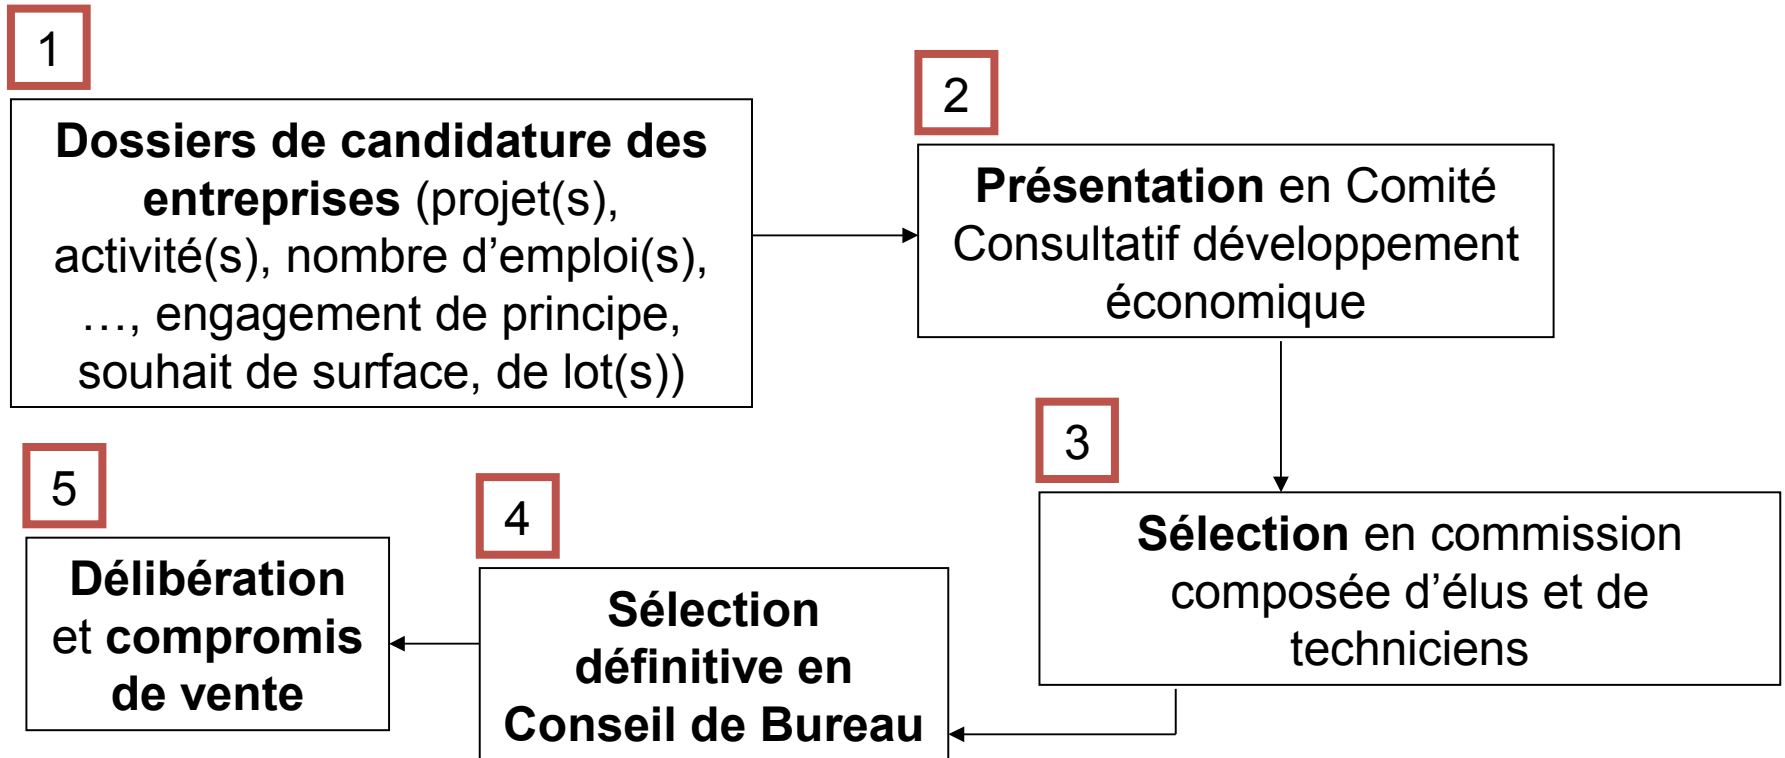 1
Dossiers de candidature des
entreprises (projet(s),
activité(s), nombre d’emploi(s),
…, engagement de principe,
souhait de surface, de lot(s))
2
Présentation en Comité
Consultatif développement
économique
3
Sélection en commission
composée d’élus et de
techniciens
4
Sélection
définitive en
Conseil de Bureau
5
Délibération
et compromis
de vente